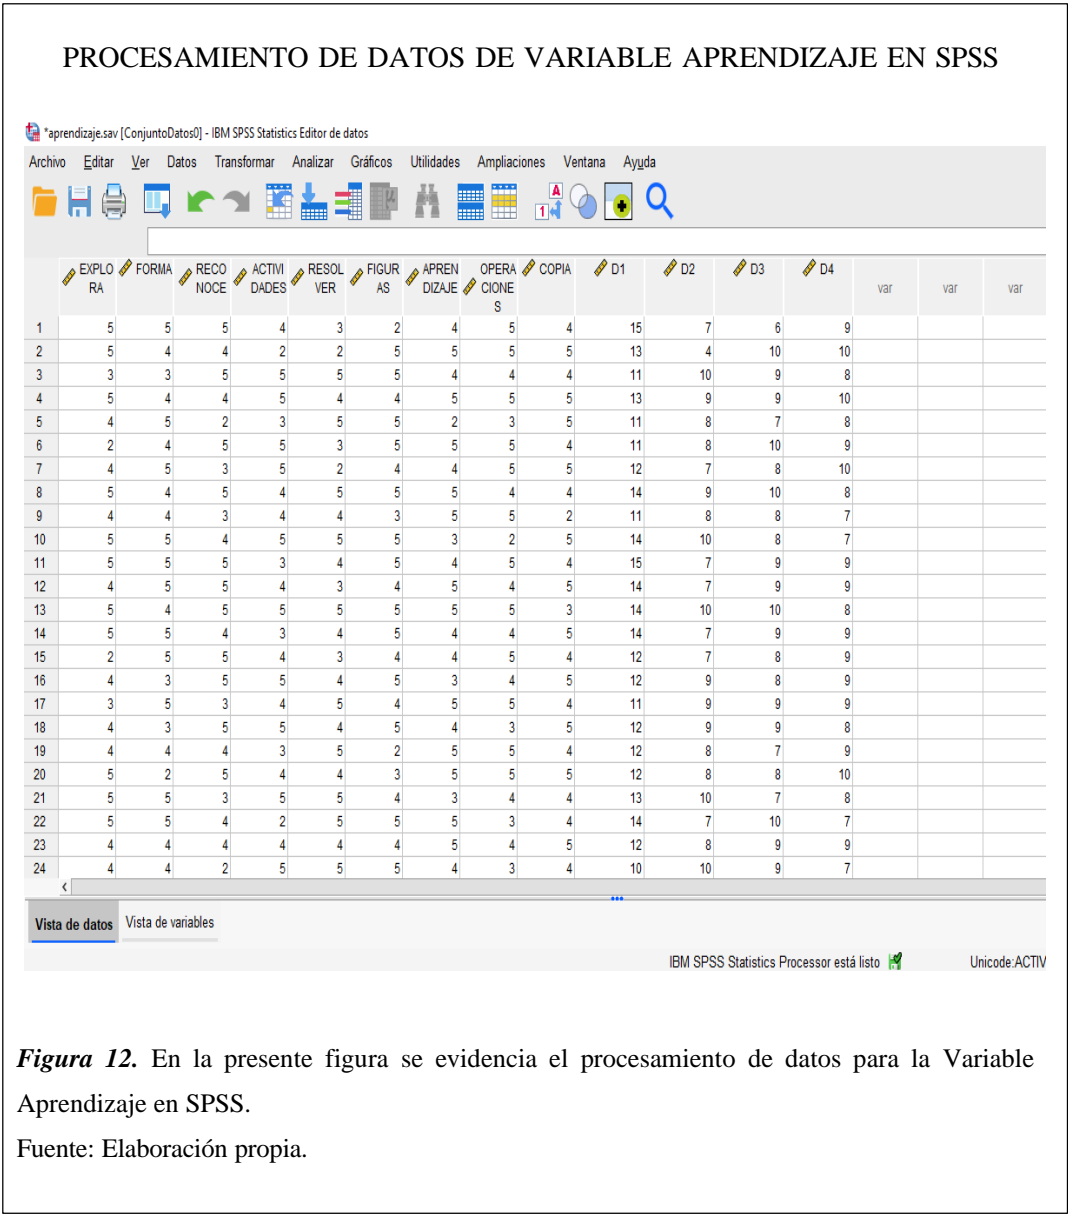 PROCESAMIENTO DE DATOS DE VARIABLE APRENDIZAJE EN SPSS
*aprendizaje.sav [ConjuntoDatos0] - IBM SPSS Statistics Editor de datos
Archivo Editar Ver Datos Transformar Analizar Gráficos Utilidades Ampliaciones Ventana Ayuda
A
1
EXPLO FORMA RECO ACTIVI RESOL FIGUR APREN OPERA COPIA D1 D2 D3 D4
RA NOCE DADES VER AS DIZAJE CIONE var var var
S
1 5 5 5 4 3 2 4 5 4 15 7 6 9
2 5 4 4 2 2 5 5 5 5 13 4 10 10
3 3 3 5 5 5 5 4 4 4 11 10 9 8
4 5 4 4 5 4 4 5 5 5 13 9 9 10
5 4 5 2 3 5 5 2 3 5 11 8 7 8
6 2 4 5 5 3 5 5 5 4 11 8 10 9
7 4 5 3 5 2 4 4 5 5 12 7 8 10
8 5 4 5 4 5 5 5 4 4 14 9 10 8
9 4 4 3 4 4 3 5 5 2 11 8 8 7
10 5 5 4 5 5 5 3 2 5 14 10 8 7
11 5 5 5 3 4 5 4 5 4 15 7 9 9
12 4 5 5 4 3 4 5 4 5 14 7 9 9
13 5 4 5 5 5 5 5 5 3 14 10 10 8
14 5 5 4 3 4 5 4 4 5 14 7 9 9
15 2 5 5 4 3 4 4 5 4 12 7 8 9
16 4 3 5 5 4 5 3 4 5 12 9 8 9
17 3 5 3 4 5 4 5 5 4 11 9 9 9
18 4 3 5 5 4 5 4 3 5 12 9 9 8
19 4 4 4 3 5 2 5 5 4 12 8 7 9
20 5 2 5 4 4 3 5 5 5 12 8 8 10
21 5 5 3 5 5 4 3 4 4 13 10 7 8
22 5 5 4 2 5 5 5 3 4 14 7 10 7
23 4 4 4 4 4 4 5 4 5 12 8 9 9
24 4 4 2 5 5 5 4 3 4 10 10 9 7
Vista de datos Vista de variables
IBM SPSS Statistics Processor está listo Unicode:ACTIV
Figura 12. En la presente figura se evidencia el procesamiento de datos para la Variable
Aprendizaje en SPSS.
Fuente: Elaboración propia.